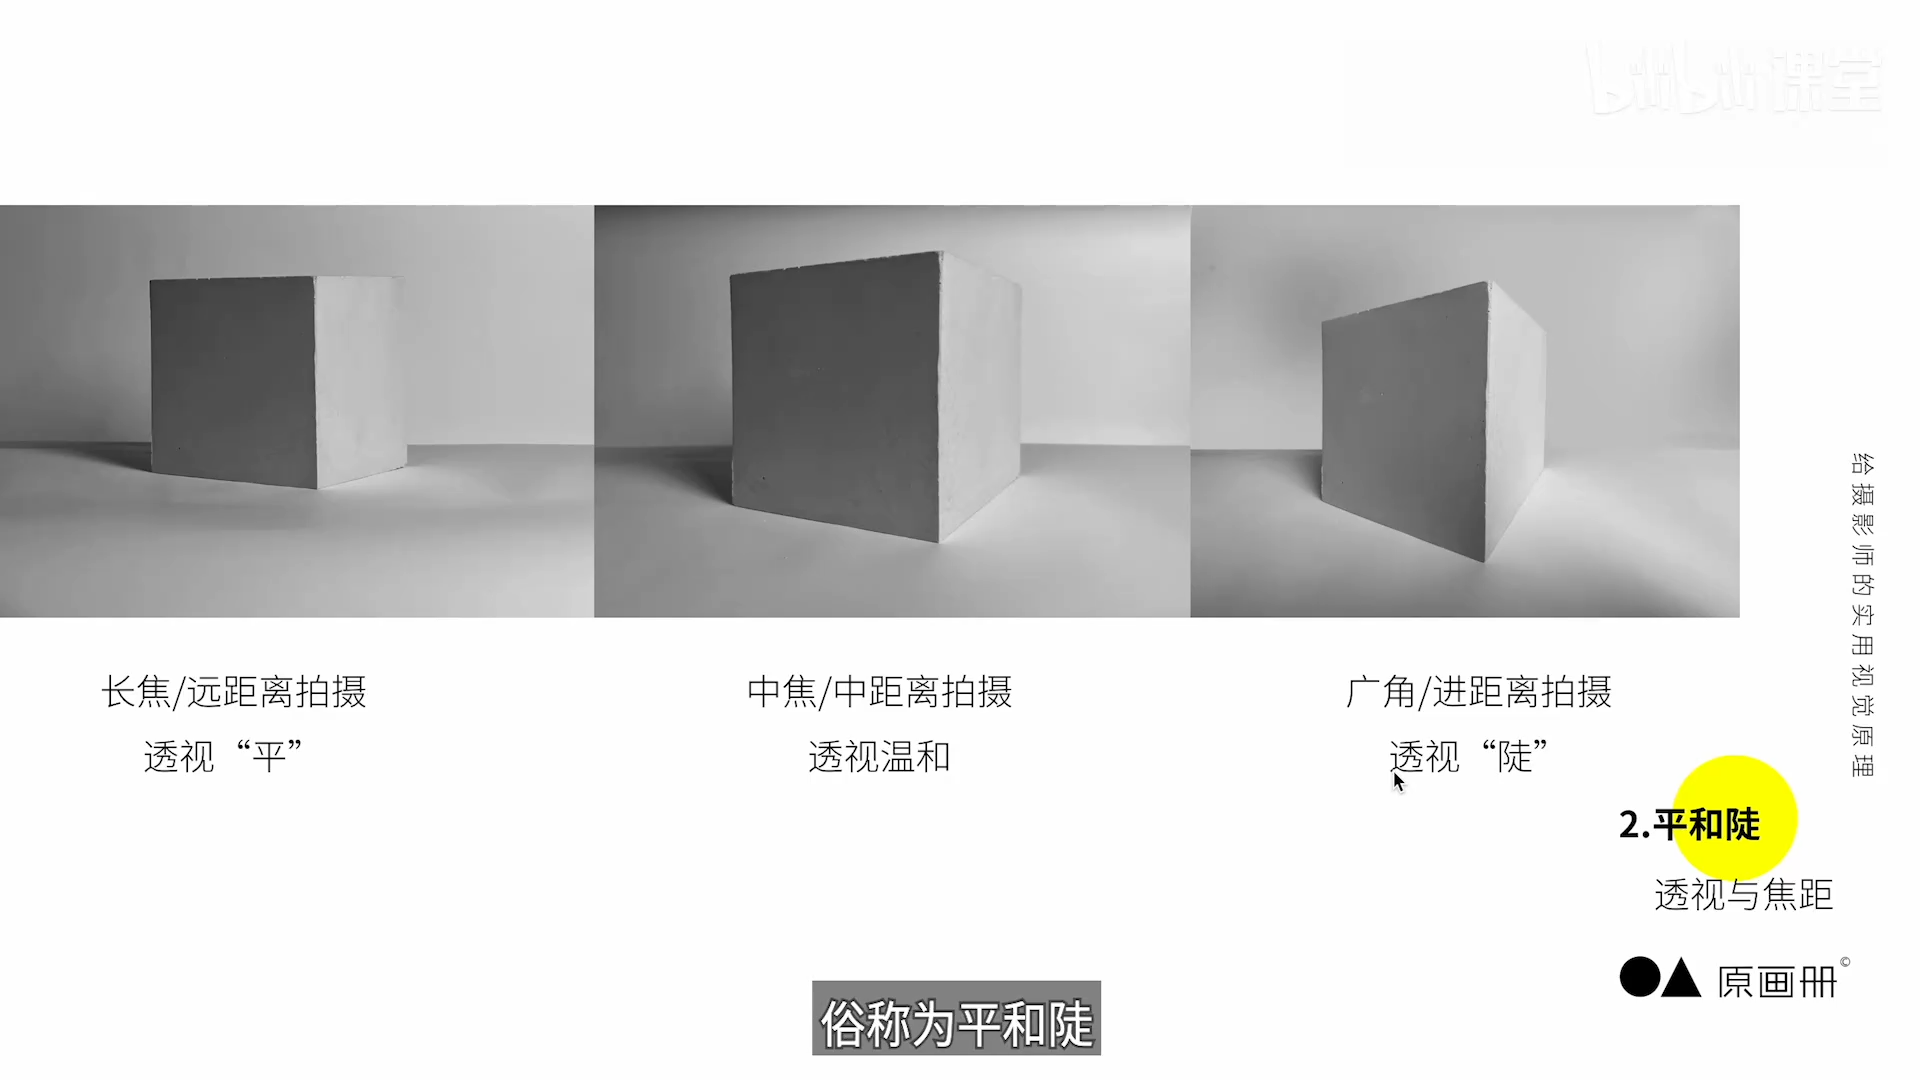 bilibili课堂
长焦/远距离拍摄
透视“平”
中焦/中距离拍摄
透视温和
广角/进距离拍摄
透视“陡”
给摄影师的实用视觉原理
2.平和陡
透视与焦距
原画册©
俗称为平和陡